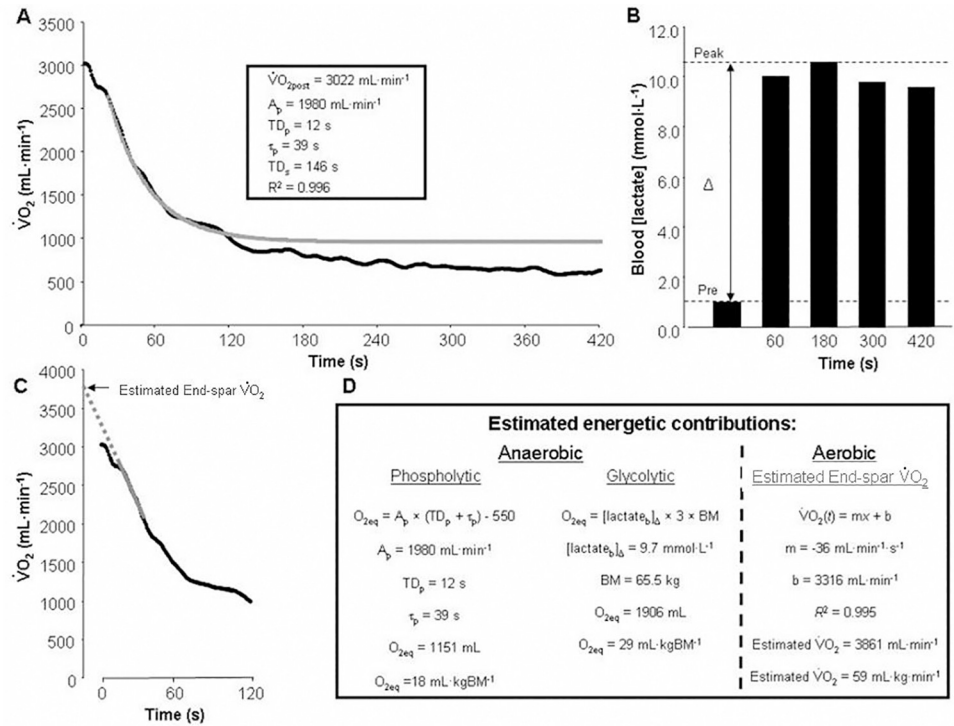 A
3500
3000
2500
2000
1500
1000
500
0
V̇O₂ (mL·min⁻¹)
0 60 120 180 240 300 360 420
Time (s)
V̇O₂post = 3022 mL·min⁻¹
Aₚ = 1980 mL·min⁻¹
TDₚ = 12 s
τₚ = 39 s
TDₛ = 146 s
R² = 0.996
B
12.0
10.0
8.0
6.0
4.0
2.0
0.0
Blood [lactate] (mmol·L⁻¹)
Peak
Δ
Pre
60 180 300 420
Time (s)
C
4000
3500
3000
2500
2000
1500
1000
500
0
V̇O₂ (mL·min⁻¹)
Estimated End-spar V̇O₂
0 60 120
Time (s)
D
Estimated energetic contributions:
Anaerobic
Phospholytic
O₂eq = Aₚ × (TDₚ + τₚ) - 550
Aₚ = 1980 mL·min⁻¹
TDₚ = 12 s
τₚ = 39 s
O₂eq = 1151 mL
O₂eq =18 mL·kgBM⁻¹
Glycolytic
O₂eq = [lactate_b]_Δ × 3 × BM
[lactate_b]_Δ = 9.7 mmol·L⁻¹
BM = 65.5 kg
O₂eq = 1906 mL
O₂eq = 29 mL·kgBM⁻¹
Aerobic
Estimated End-spar V̇O₂
V̇O₂(t) = mx + b
m = -36 mL·min⁻¹·s⁻¹
b = 3316 mL·min⁻¹
R² = 0.995
Estimated V̇O₂ = 3861 mL·min⁻¹
Estimated V̇O₂ = 59 mL·kg·min⁻¹